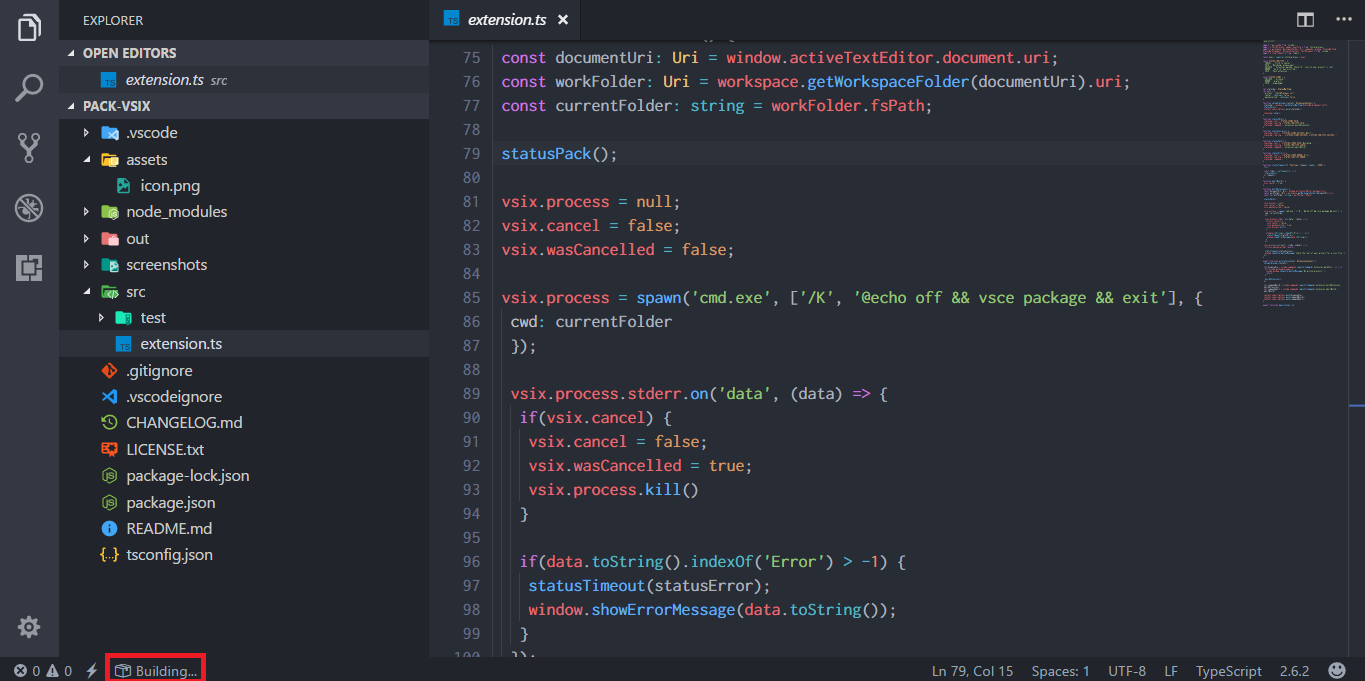 EXPLORER
OPEN EDITORS
TS extension.ts src
PACK-VSIX
.vscode
assets
icon.png
node_modules
out
screenshots
src
test
TS extension.ts
.gitignore
.vscodeignore
CHANGELOG.md
LICENSE.txt
package-lock.json
package.json
README.md
{..} tsconfig.json
TS extension.ts ×
75 const documentUri: Uri = window.activeTextEditor.document.uri;
76 const workFolder: Uri = workspace.getWorkspaceFolder(documentUri).uri;
77 const currentFolder: string = workFolder.fsPath;
78
79 statusPack();
80
81 vsix.process = null;
82 vsix.cancel = false;
83 vsix.wasCancelled = false;
84
85 vsix.process = spawn('cmd.exe', ['/K', '@echo off && vsce package && exit'], {
86 cwd: currentFolder
87 });
88
89 vsix.process.stderr.on('data', (data) => {
90 if(vsix.cancel) {
91 vsix.cancel = false;
92 vsix.wasCancelled = true;
93 vsix.process.kill()
94 }
95
96 if(data.toString().indexOf('Error') > -1) {
97 statusTimeout(statusError);
98 window.showErrorMessage(data.toString());
99 }
100 });
0 0 Building... Ln 79, Col 15 Spaces: 1 UTF-8 LF TypeScript 2.6.2